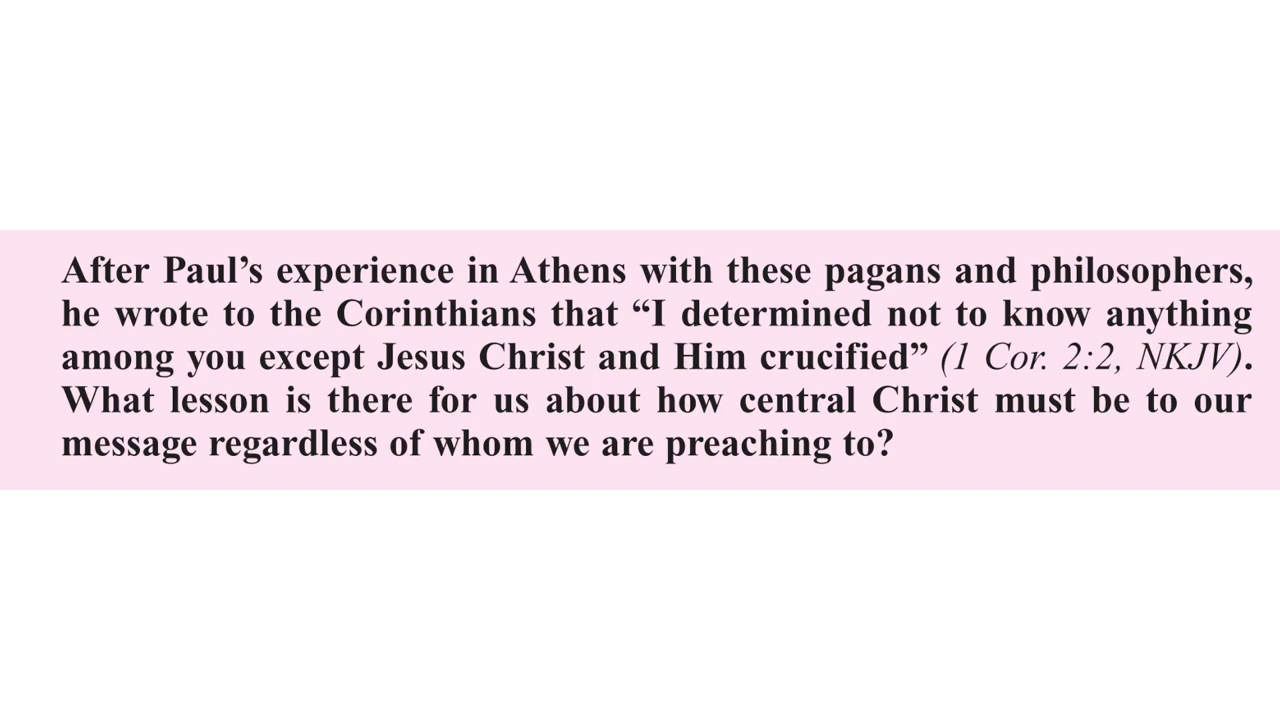 After Paul’s experience in Athens with these pagans and philosophers,
he wrote to the Corinthians that “I determined not to know anything
among you except Jesus Christ and Him crucified” (1 Cor. 2:2, NKJV).
What lesson is there for us about how central Christ must be to our
message regardless of whom we are preaching to?